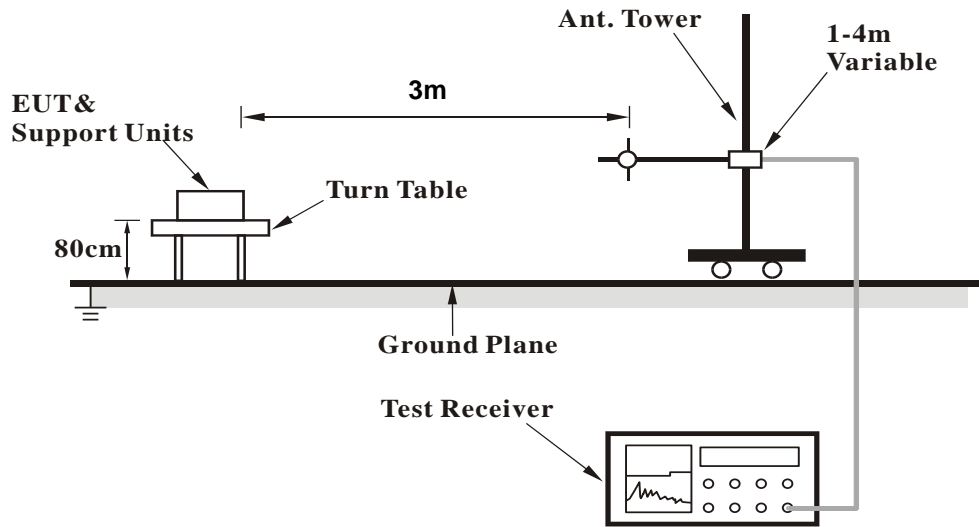 Ant. Tower
1-4m
Variable
3m
EUT&
Support Units
Turn Table
80cm
Ground Plane
Test Receiver